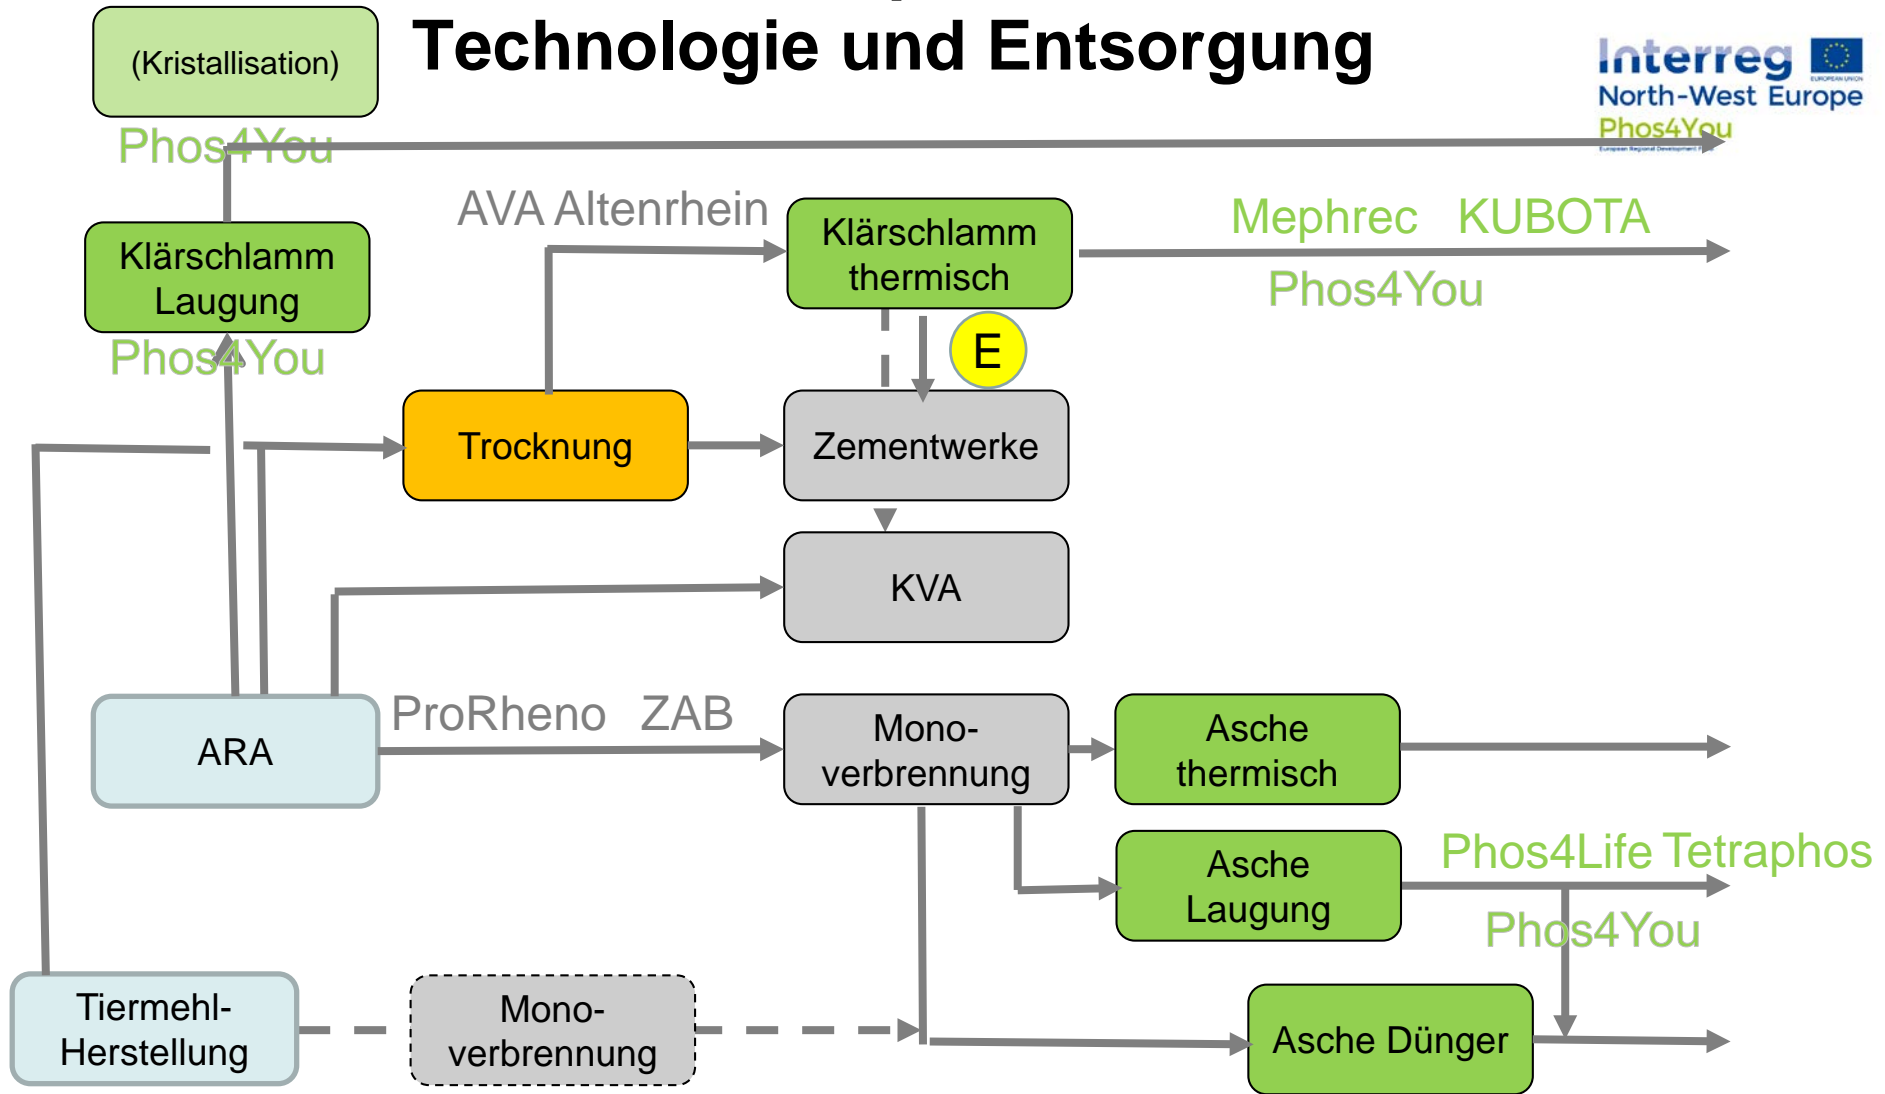 Technologie und Entsorgung
(Kristallisation)
Interreg
EUROPEAN UNION
North-West Europe
Phos4You
Phos4You
AVA Altenrhein
Klärschlamm
thermisch
Mephrec KUBOTA
Phos4You
Klärschlamm
Laugung
Phos4You
E
Trocknung
Zementwerke
KVA
ProRheno ZAB
ARA
Mono-
verbrennung
Asche
thermisch
Asche
Laugung
Phos4Life Tetraphos
Phos4You
Tiermehl-
Herstellung
Mono-
verbrennung
Asche Dünger